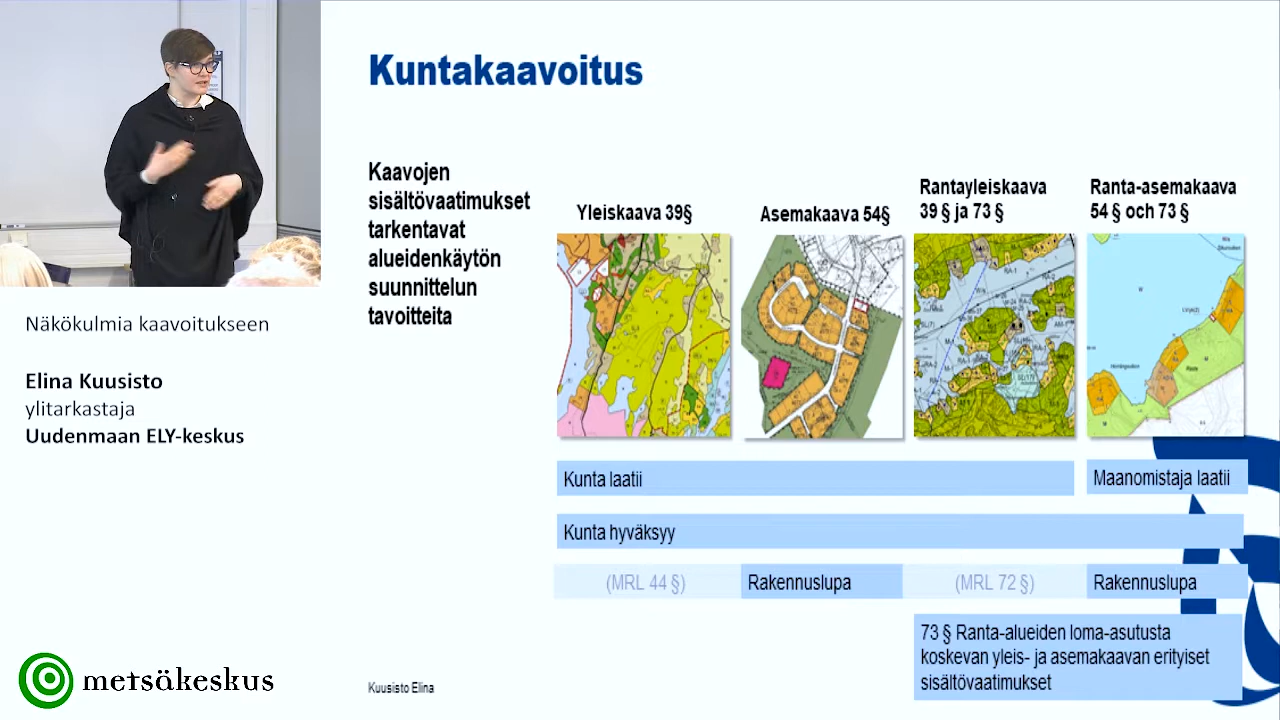 Kuntakaavoitus
Kaavojen
sisältövaatimukset
tarkentavat
alueidenkäytön
suunnittelun
tavoitteita
Yleiskaava 39§
Asemakaava 54§
Rantayleiskaava
39 § ja 73 §
Ranta-asemakaava
54 § och 73 §
Kunta laatii
Maanomistaja laatii
Kunta hyväksyy
(MRL 44 §)
Rakennuslupa
(MRL 72 §)
Rakennuslupa
73 § Ranta-alueiden loma-asutusta
koskevan yleis- ja asemakaavan erityiset
sisältövaatimukset
Kuusisto Elina
Näkökulmia kaavoitukseen
Elina Kuusisto
ylitarkastaja
Uudenmaan ELY-keskus
metsäkeskus